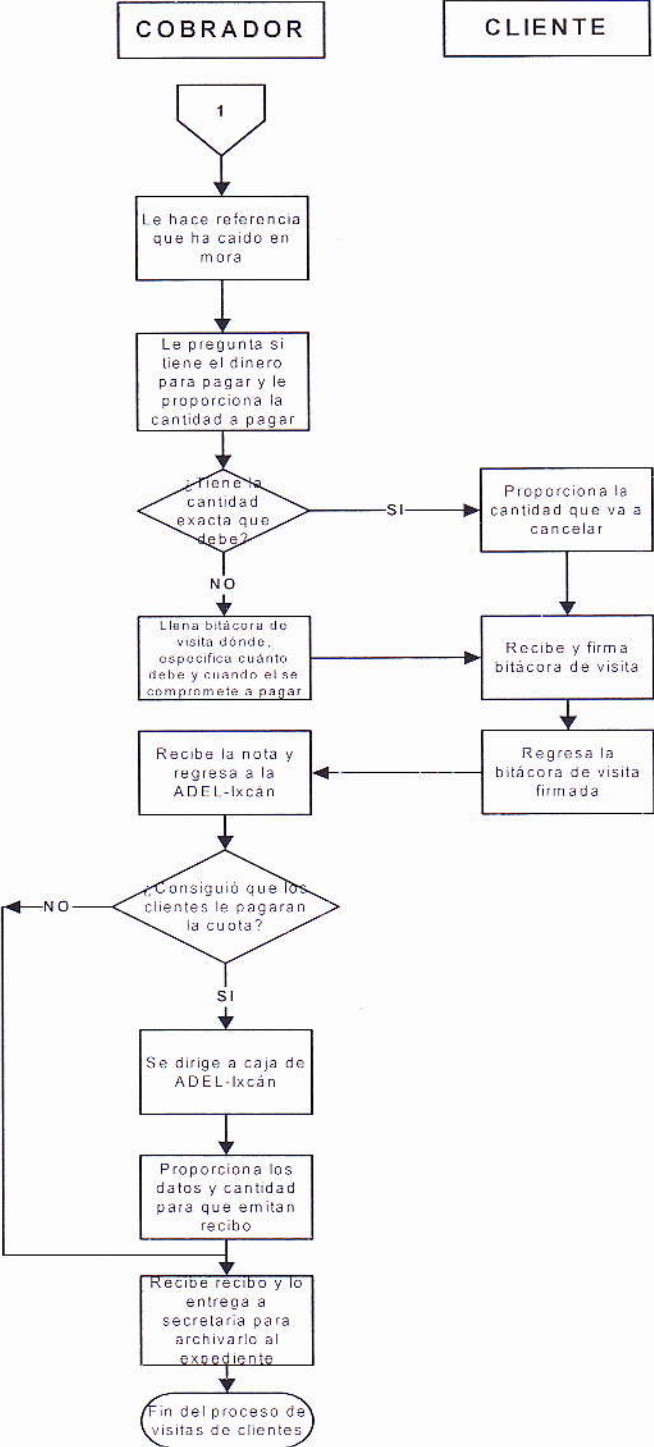 COBRADOR
CLIENTE
1
Le hace referencia
que ha caido en
mora
Le pregunta si
tiene el dinero
para pagar y le
proporciona la
cantidad a pagar
¿Tiene la
cantidad
exacta que
debe?
SI
Proporciona la
cantidad que va a
cancelar
NO
Llena bitácora de
visita dónde,
especifica cuánto
debe y cuando el se
compromete a pagar
Recibe y firma
bitácora de visita
Recibe la nota y
regresa a la
ADEL-Ixcán
Regresa la
bitácora de visita
firmada
¿Consiguió que los
clientes le pagaran
la cuota?
NO
SI
Se dirige a caja de
ADEL-Ixcán
Proporciona los
datos y cantidad
para que emitan
recibo
Recibe recibo y lo
entrega a
secretaria para
archivarlo al
expediente
Fin del proceso de
visitas de clientes